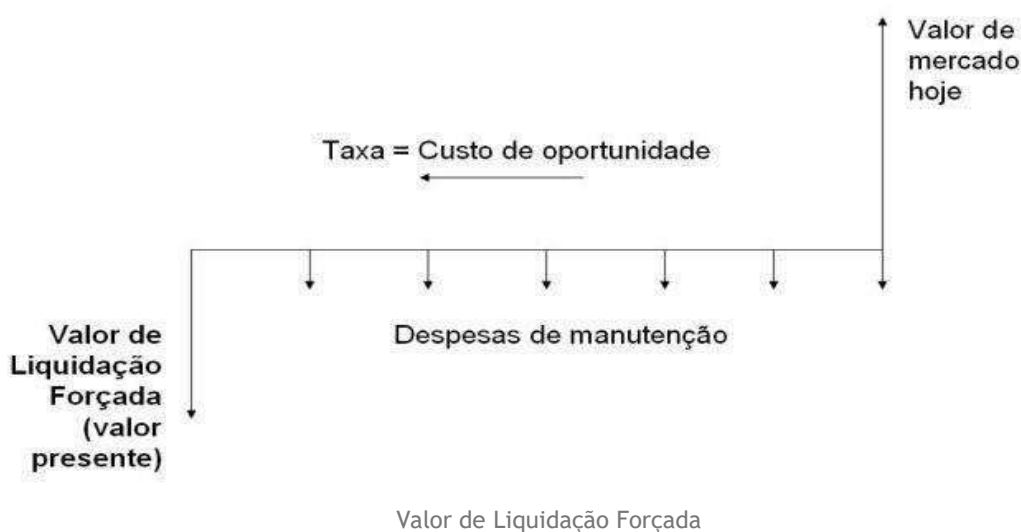 Valor de
mercado
hoje
Taxa = Custo de oportunidade
Despesas de manutenção
Valor de
Liquidação
Forçada
(valor
presente)
Valor de Liquidação Forçada